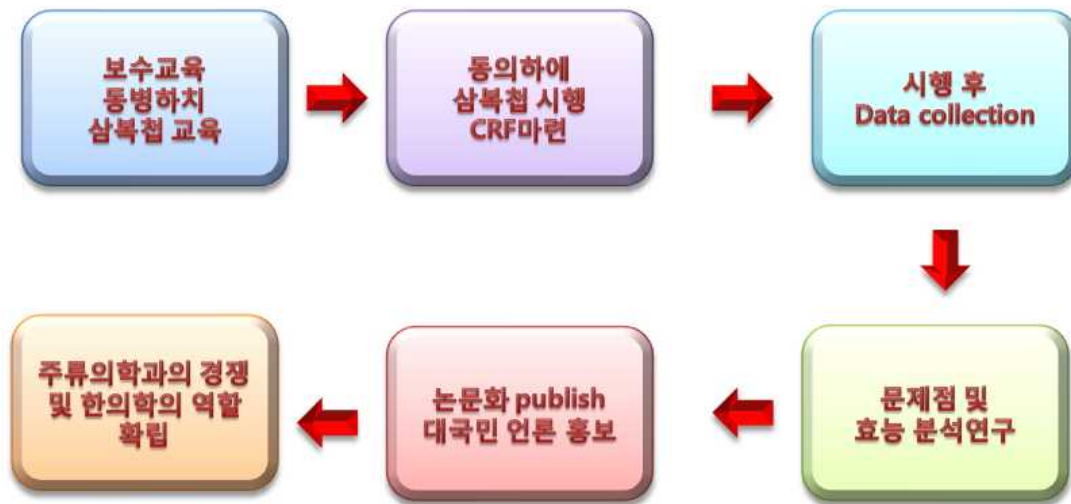 보수교육
동병하치
삼복첩 교육
동의하에
삼복첩 시행
CRF마련
시행 후
Data collection
문제점 및
효능 분석연구
논문화 publish
대국민 언론 홍보
주류의학과의 경쟁
및 한의학의 역할
확립